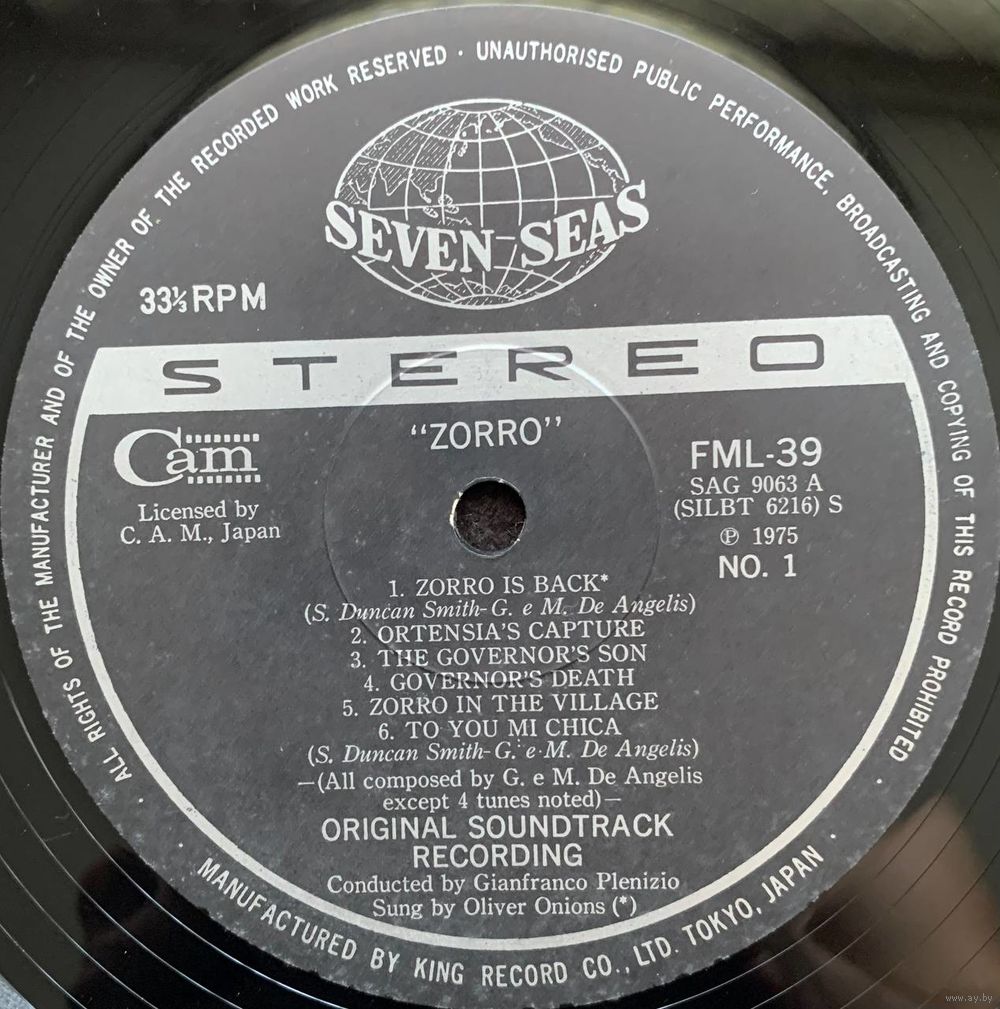 ALL RIGHTS OF THE MANUFACTURER AND OF THE OWNER OF THE RECORDED WORK RESERVED · UNAUTHORISED PUBLIC PERFORMANCE, BROADCASTING AND COPYING OF THIS RECORD PROHIBITED ·
SEVEN SEAS
33⅓RPM
STEREO
"ZORRO"
Cam
Licensed by
C. A. M., Japan
FML-39
SAG 9063 A
(SILBT 6216) S
℗ 1975
NO. 1
1. ZORRO IS BACK*
(S. Duncan Smith-G. e M. De Angelis)
2. ORTENSIA'S CAPTURE
3. THE GOVERNOR'S SON
4. GOVERNOR'S DEATH
5. ZORRO IN THE VILLAGE
6. TO YOU MI CHICA
(S. Duncan Smith-G. e M. De Angelis)
—(All composed by G. e M. De Angelis
except 4 tunes noted)—
ORIGINAL SOUNDTRACK
RECORDING
Conducted by Gianfranco Plenizio
Sung by Oliver Onions (*)
· MANUFACTURED BY KING RECORD CO., LTD. TOKYO, JAPAN ·
www.ay.by